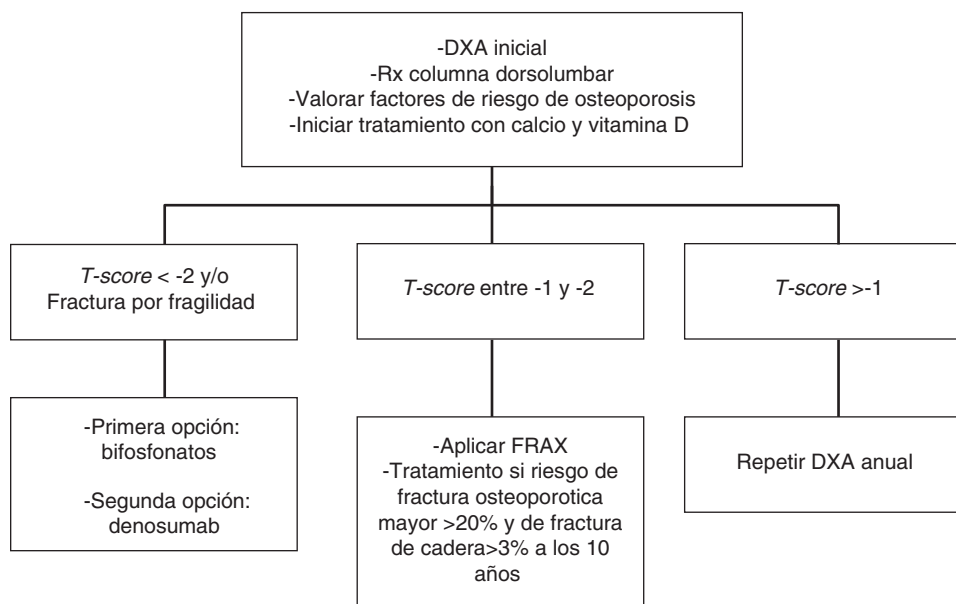 -DXA inicial
-Rx columna dorsolumbar
-Valorar factores de riesgo de osteoporosis
-Iniciar tratamiento con calcio y vitamina D
T-score < -2 y/o
Fractura por fragilidad
T-score entre -1 y -2
T-score >-1
-Primera opción:
bifosfonatos
-Segunda opción:
denosumab
-Aplicar FRAX
-Tratamiento si riesgo de
fractura osteoporotica
mayor >20% y de fractura
de cadera>3% a los 10
años
Repetir DXA anual